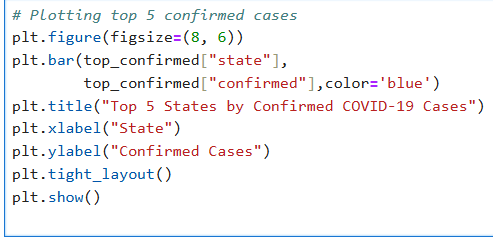 # Plotting top 5 confirmed cases
plt.figure(figsize=(8, 6))
plt.bar(top_confirmed["state"],
        top_confirmed["confirmed"],color='blue')
plt.title("Top 5 States by Confirmed COVID-19 Cases")
plt.xlabel("State")
plt.ylabel("Confirmed Cases")
plt.tight_layout()
plt.show()